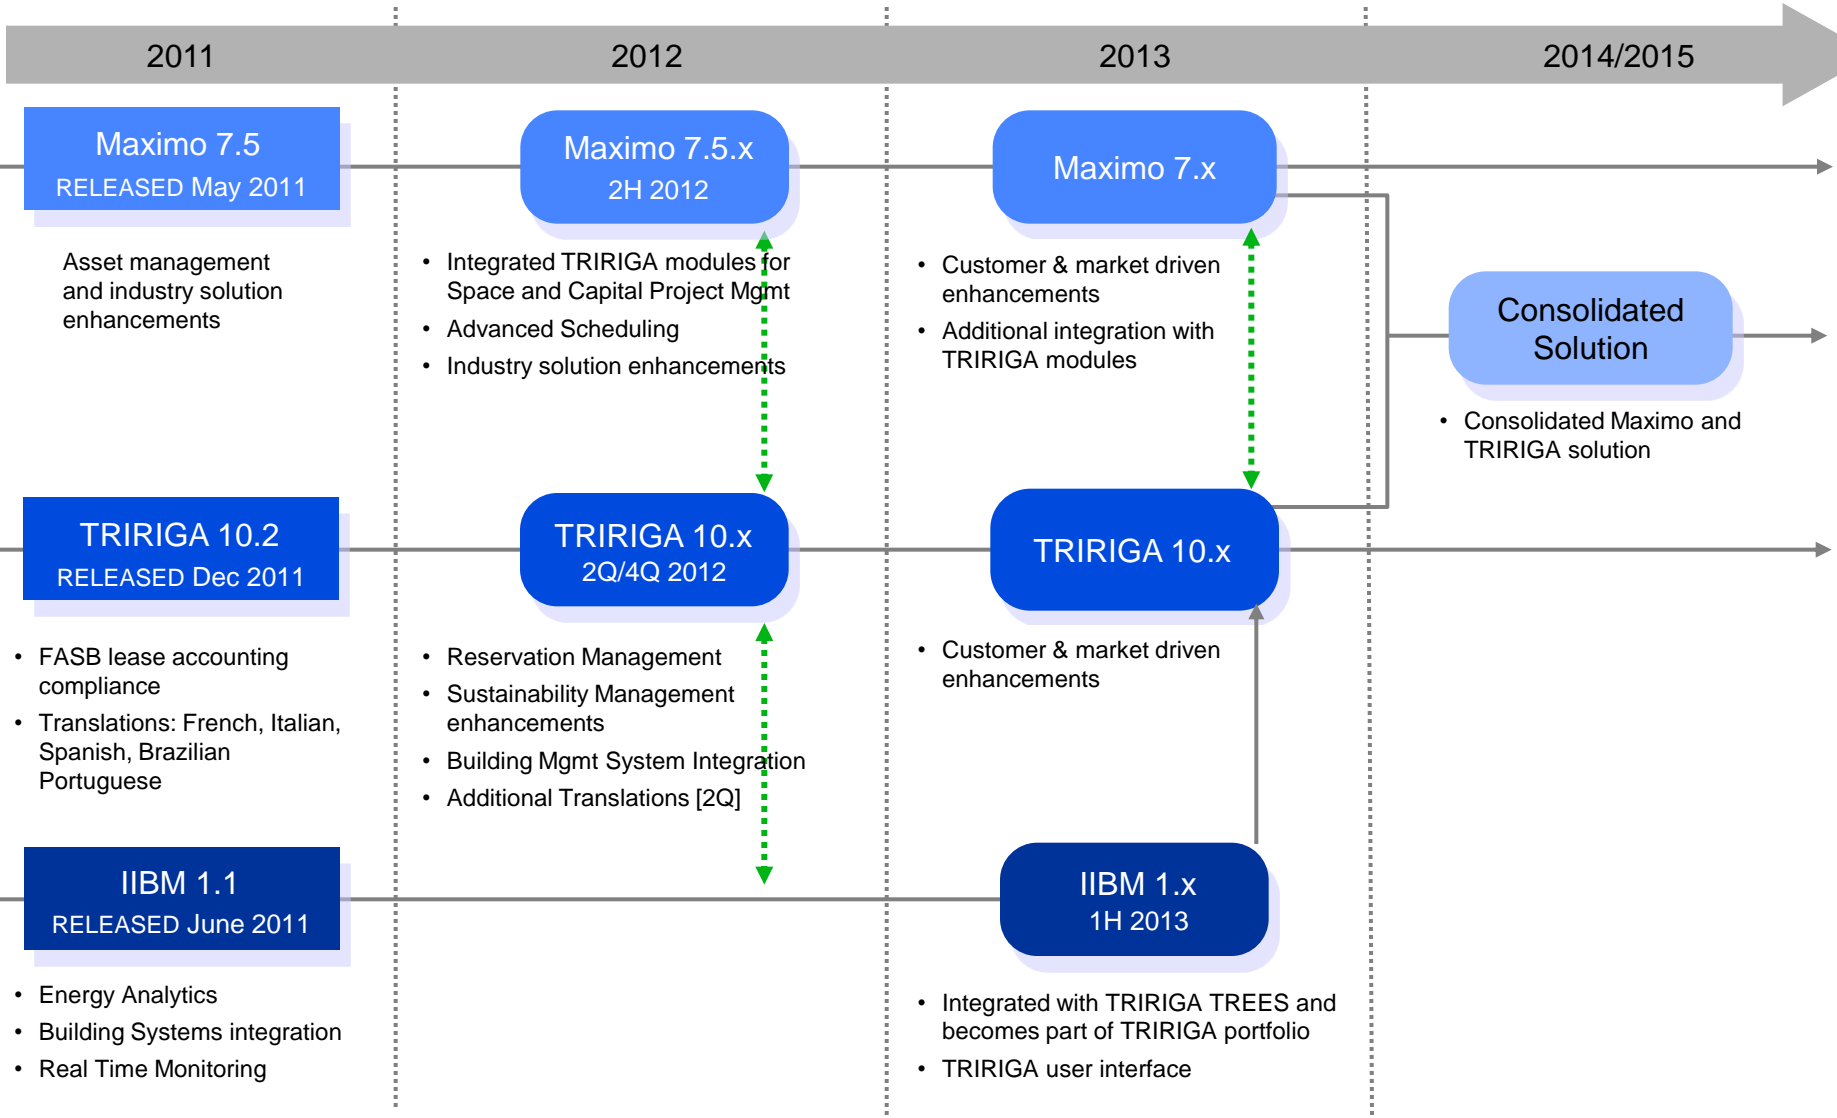 2011
2012
2013
2014/2015
Maximo 7.5
RELEASED May 2011
Asset management
and industry solution
enhancements
Maximo 7.5.x
2H 2012
• Integrated TRIRIGA modules for
Space and Capital Project Mgmt
• Advanced Scheduling
• Industry solution enhancements
Maximo 7.x
• Customer & market driven
enhancements
• Additional integration with
TRIRIGA modules
Consolidated
Solution
• Consolidated Maximo and
TRIRIGA solution
TRIRIGA 10.2
RELEASED Dec 2011
• FASB lease accounting
compliance
• Translations: French, Italian,
Spanish, Brazilian
Portuguese
TRIRIGA 10.x
2Q/4Q 2012
• Reservation Management
• Sustainability Management
enhancements
• Building Mgmt System Integration
• Additional Translations [2Q]
TRIRIGA 10.x
• Customer & market driven
enhancements
IIBM 1.1
RELEASED June 2011
• Energy Analytics
• Building Systems integration
• Real Time Monitoring
IIBM 1.x
1H 2013
• Integrated with TRIRIGA TREES and
becomes part of TRIRIGA portfolio
• TRIRIGA user interface